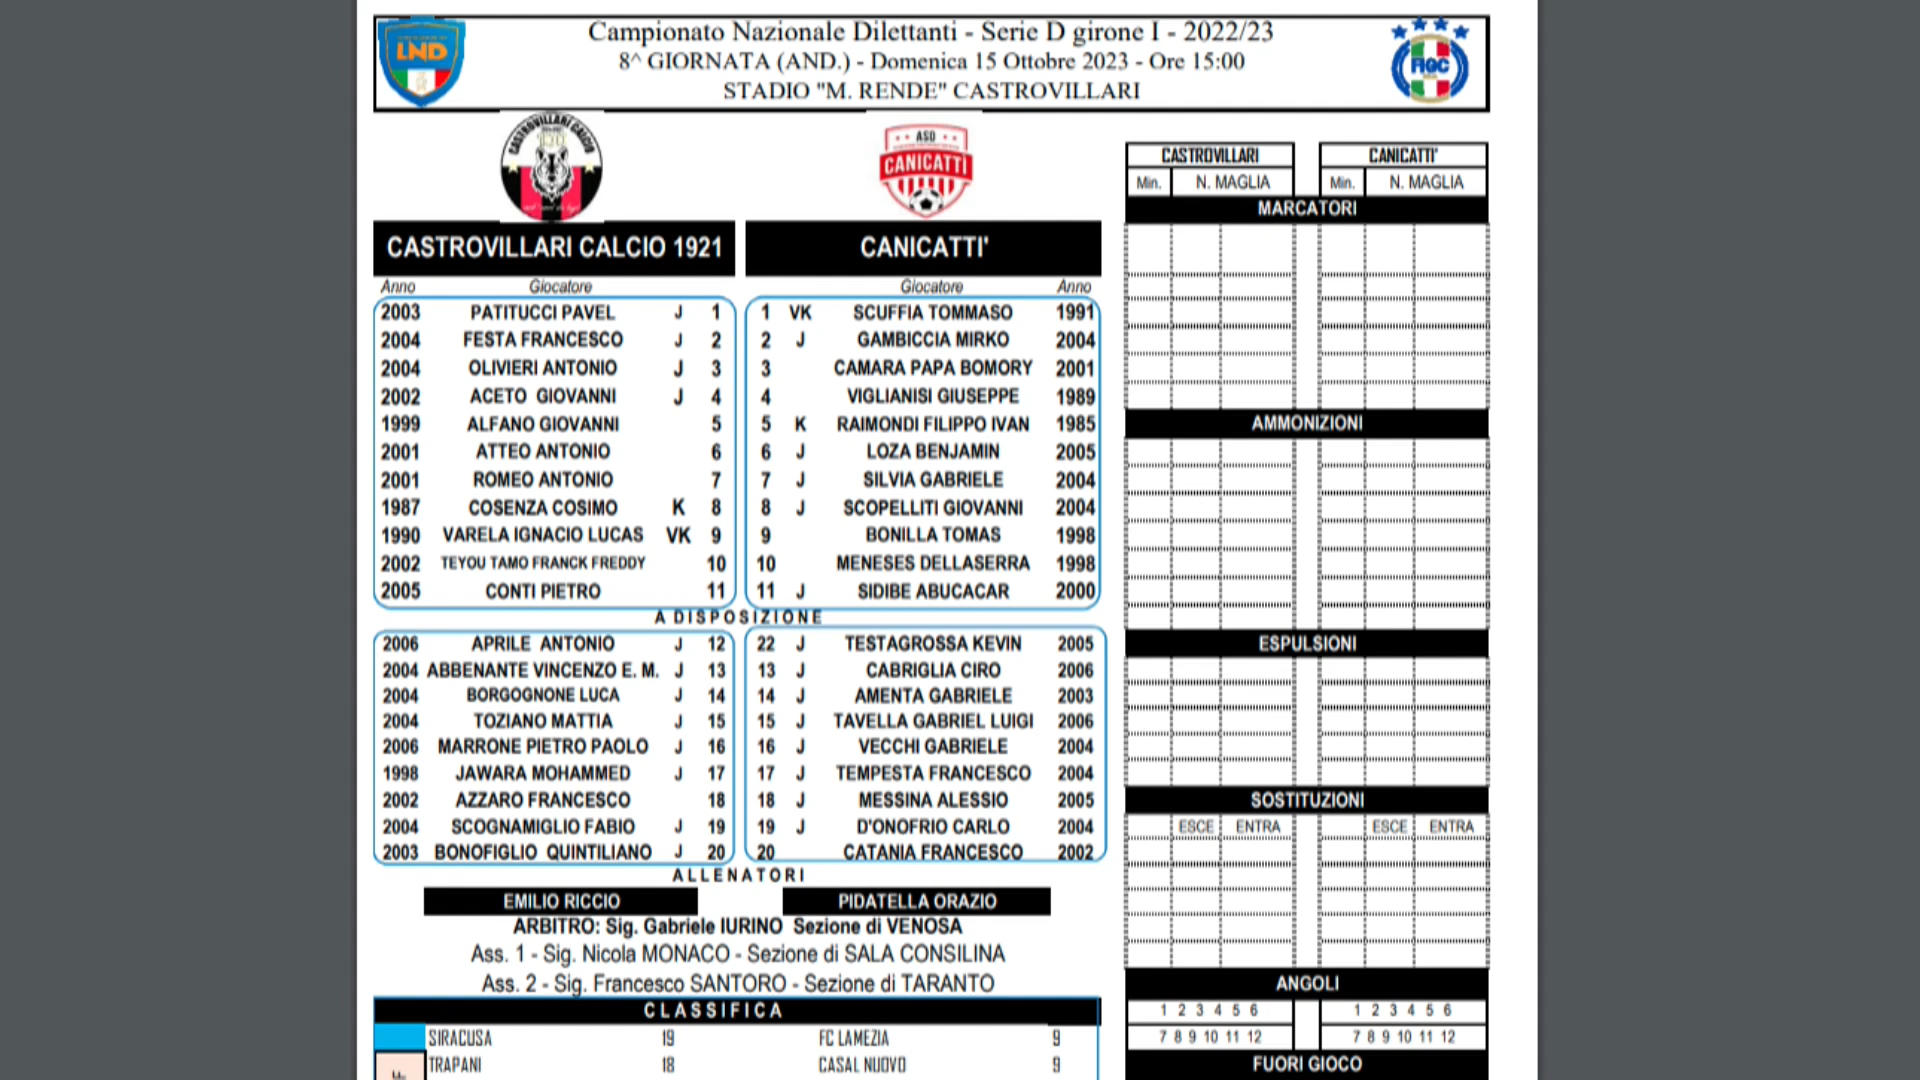 LND
Campionato Nazionale Dilettanti - Serie D girone I - 2022/23
8^ GIORNATA (AND.) - Domenica 15 Ottobre 2023 - Ore 15:00
STADIO "M. RENDE" CASTROVILLARI
FIGC
CASTROVILLARI CALCIO
ASD
CANICATTÌ
CASTROVILLARI CALCIO 1921
CANICATTI'
Anno Giocatore
Giocatore Anno
2003 PATITUCCI PAVEL J 1
2004 FESTA FRANCESCO J 2
2004 OLIVIERI ANTONIO J 3
2002 ACETO GIOVANNI J 4
1999 ALFANO GIOVANNI 5
2001 ATTEO ANTONIO 6
2001 ROMEO ANTONIO 7
1987 COSENZA COSIMO K 8
1990 VARELA IGNACIO LUCAS VK 9
2002 TEYOU TAMO FRANCK FREDDY 10
2005 CONTI PIETRO 11
1 VK SCUFFIA TOMMASO 1991
2 J GAMBICCIA MIRKO 2004
3 CAMARA PAPA BOMORY 2001
4 VIGLIANISI GIUSEPPE 1989
5 K RAIMONDI FILIPPO IVAN 1985
6 J LOZA BENJAMIN 2005
7 J SILVIA GABRIELE 2004
8 J SCOPELLITI GIOVANNI 2004
9 BONILLA TOMAS 1998
10 MENESES DELLASERRA 1998
11 J SIDIBE ABUCACAR 2000
A DISPOSIZIONE
2006 APRILE ANTONIO J 12
2004 ABBENANTE VINCENZO E. M. J 13
2004 BORGOGNONE LUCA J 14
2004 TOZIANO MATTIA J 15
2006 MARRONE PIETRO PAOLO J 16
1998 JAWARA MOHAMMED J 17
2002 AZZARO FRANCESCO 18
2004 SCOGNAMIGLIO FABIO J 19
2003 BONOFIGLIO QUINTILIANO J 20
22 J TESTAGROSSA KEVIN 2005
13 J CABRIGLIA CIRO 2006
14 J AMENTA GABRIELE 2003
15 J TAVELLA GABRIEL LUIGI 2006
16 J VECCHI GABRIELE 2004
17 J TEMPESTA FRANCESCO 2004
18 J MESSINA ALESSIO 2005
19 J D'ONOFRIO CARLO 2004
20 CATANIA FRANCESCO 2002
ALLENATORI
EMILIO RICCIO
PIDATELLA ORAZIO
ARBITRO: Sig. Gabriele IURINO Sezione di VENOSA
Ass. 1 - Sig. Nicola MONACO - Sezione di SALA CONSILINA
Ass. 2 - Sig. Francesco SANTORO - Sezione di TARANTO
CLASSIFICA
SIRACUSA 19 FC LAMEZIA 9
TRAPANI 18 CASAL NUOVO 9
F
CASTROVILLARI CANICATTI'
Min. N. MAGLIA Min. N. MAGLIA
MARCATORI
AMMONIZIONI
ESPULSIONI
SOSTITUZIONI
ESCE ENTRA ESCE ENTRA
ANGOLI
1 2 3 4 5 6 1 2 3 4 5 6
7 8 9 10 11 12 7 8 9 10 11 12
FUORI GIOCO